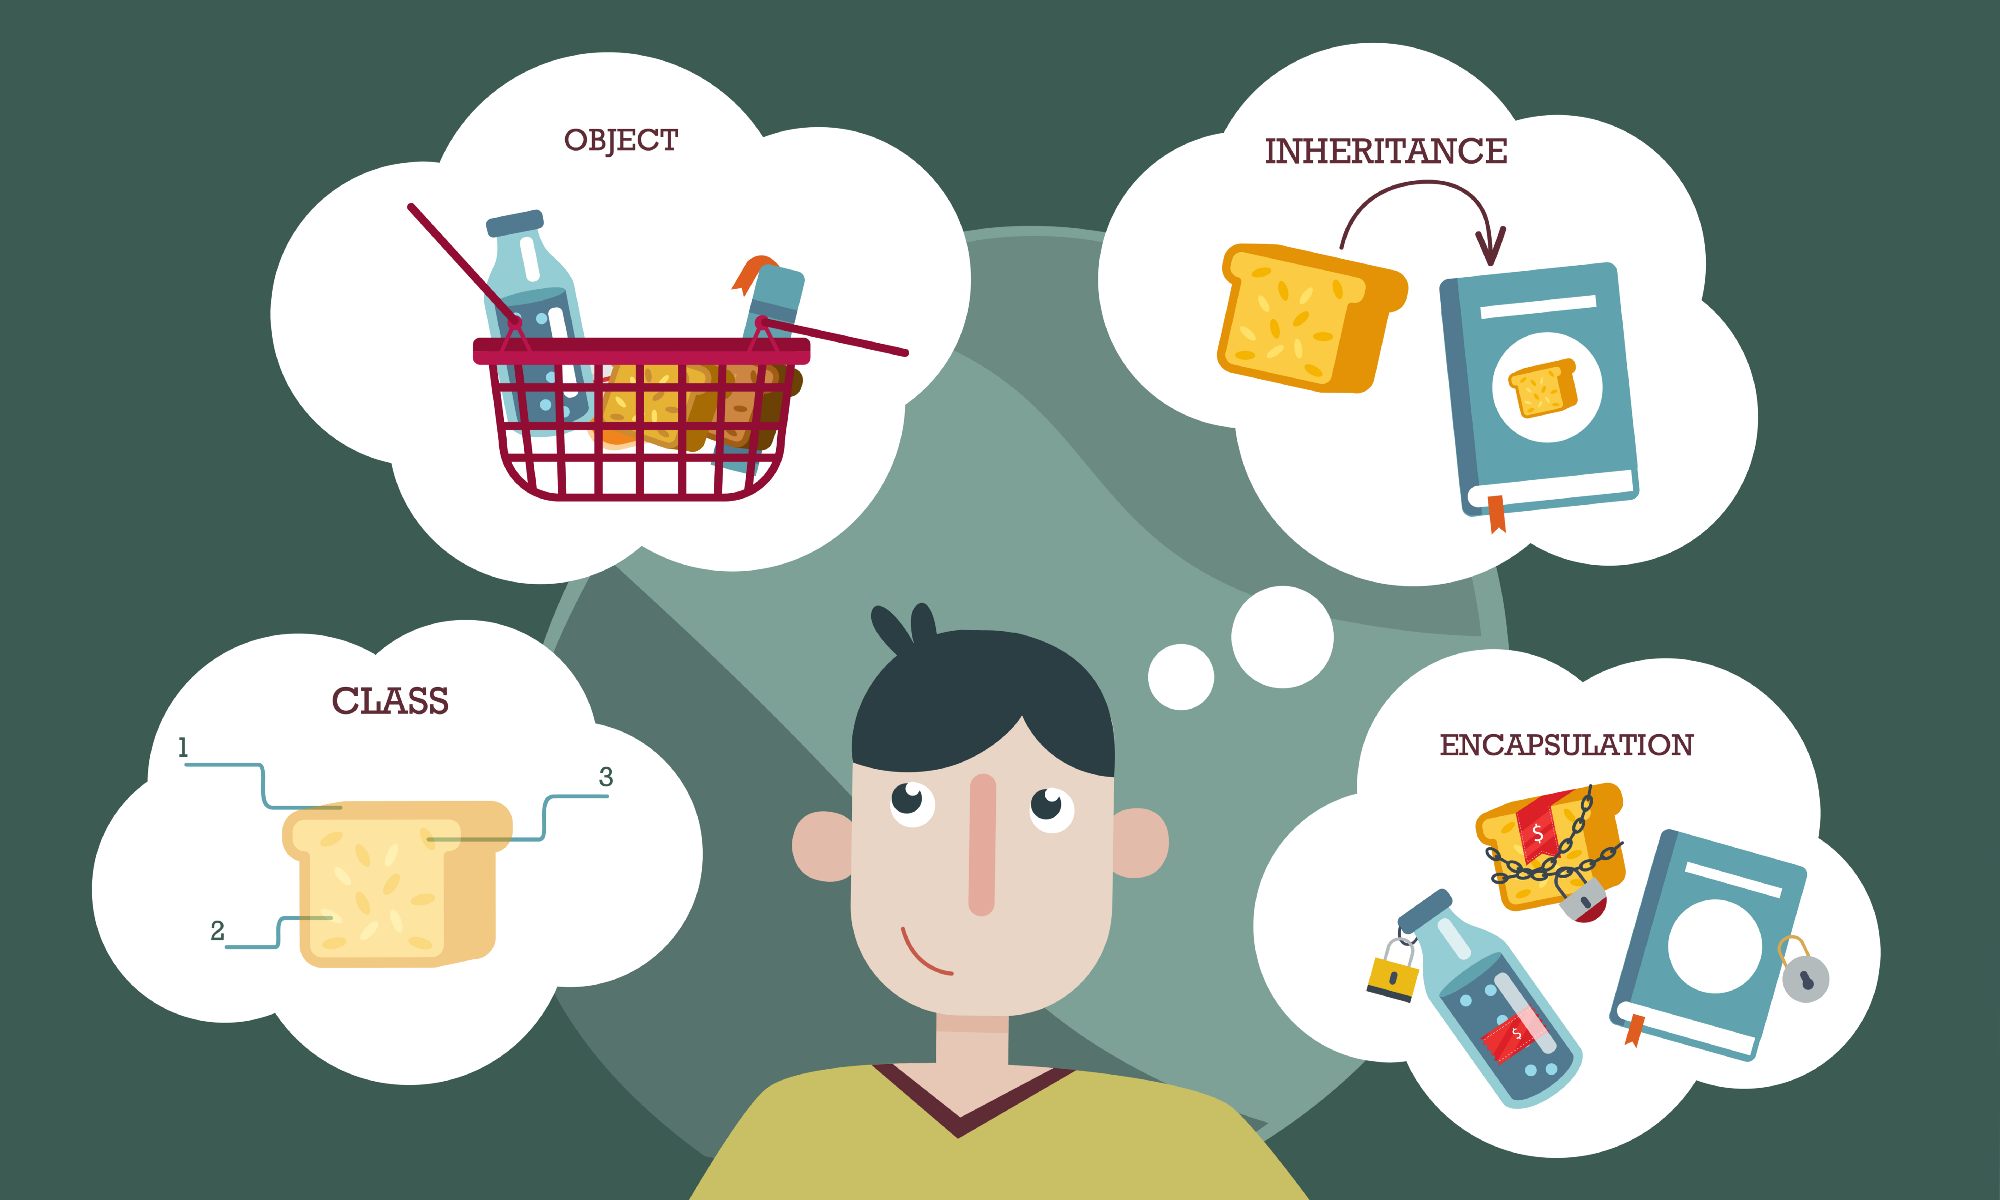 OBJECT
INHERITANCE
CLASS
1
3
2
ENCAPSULATION
$
$